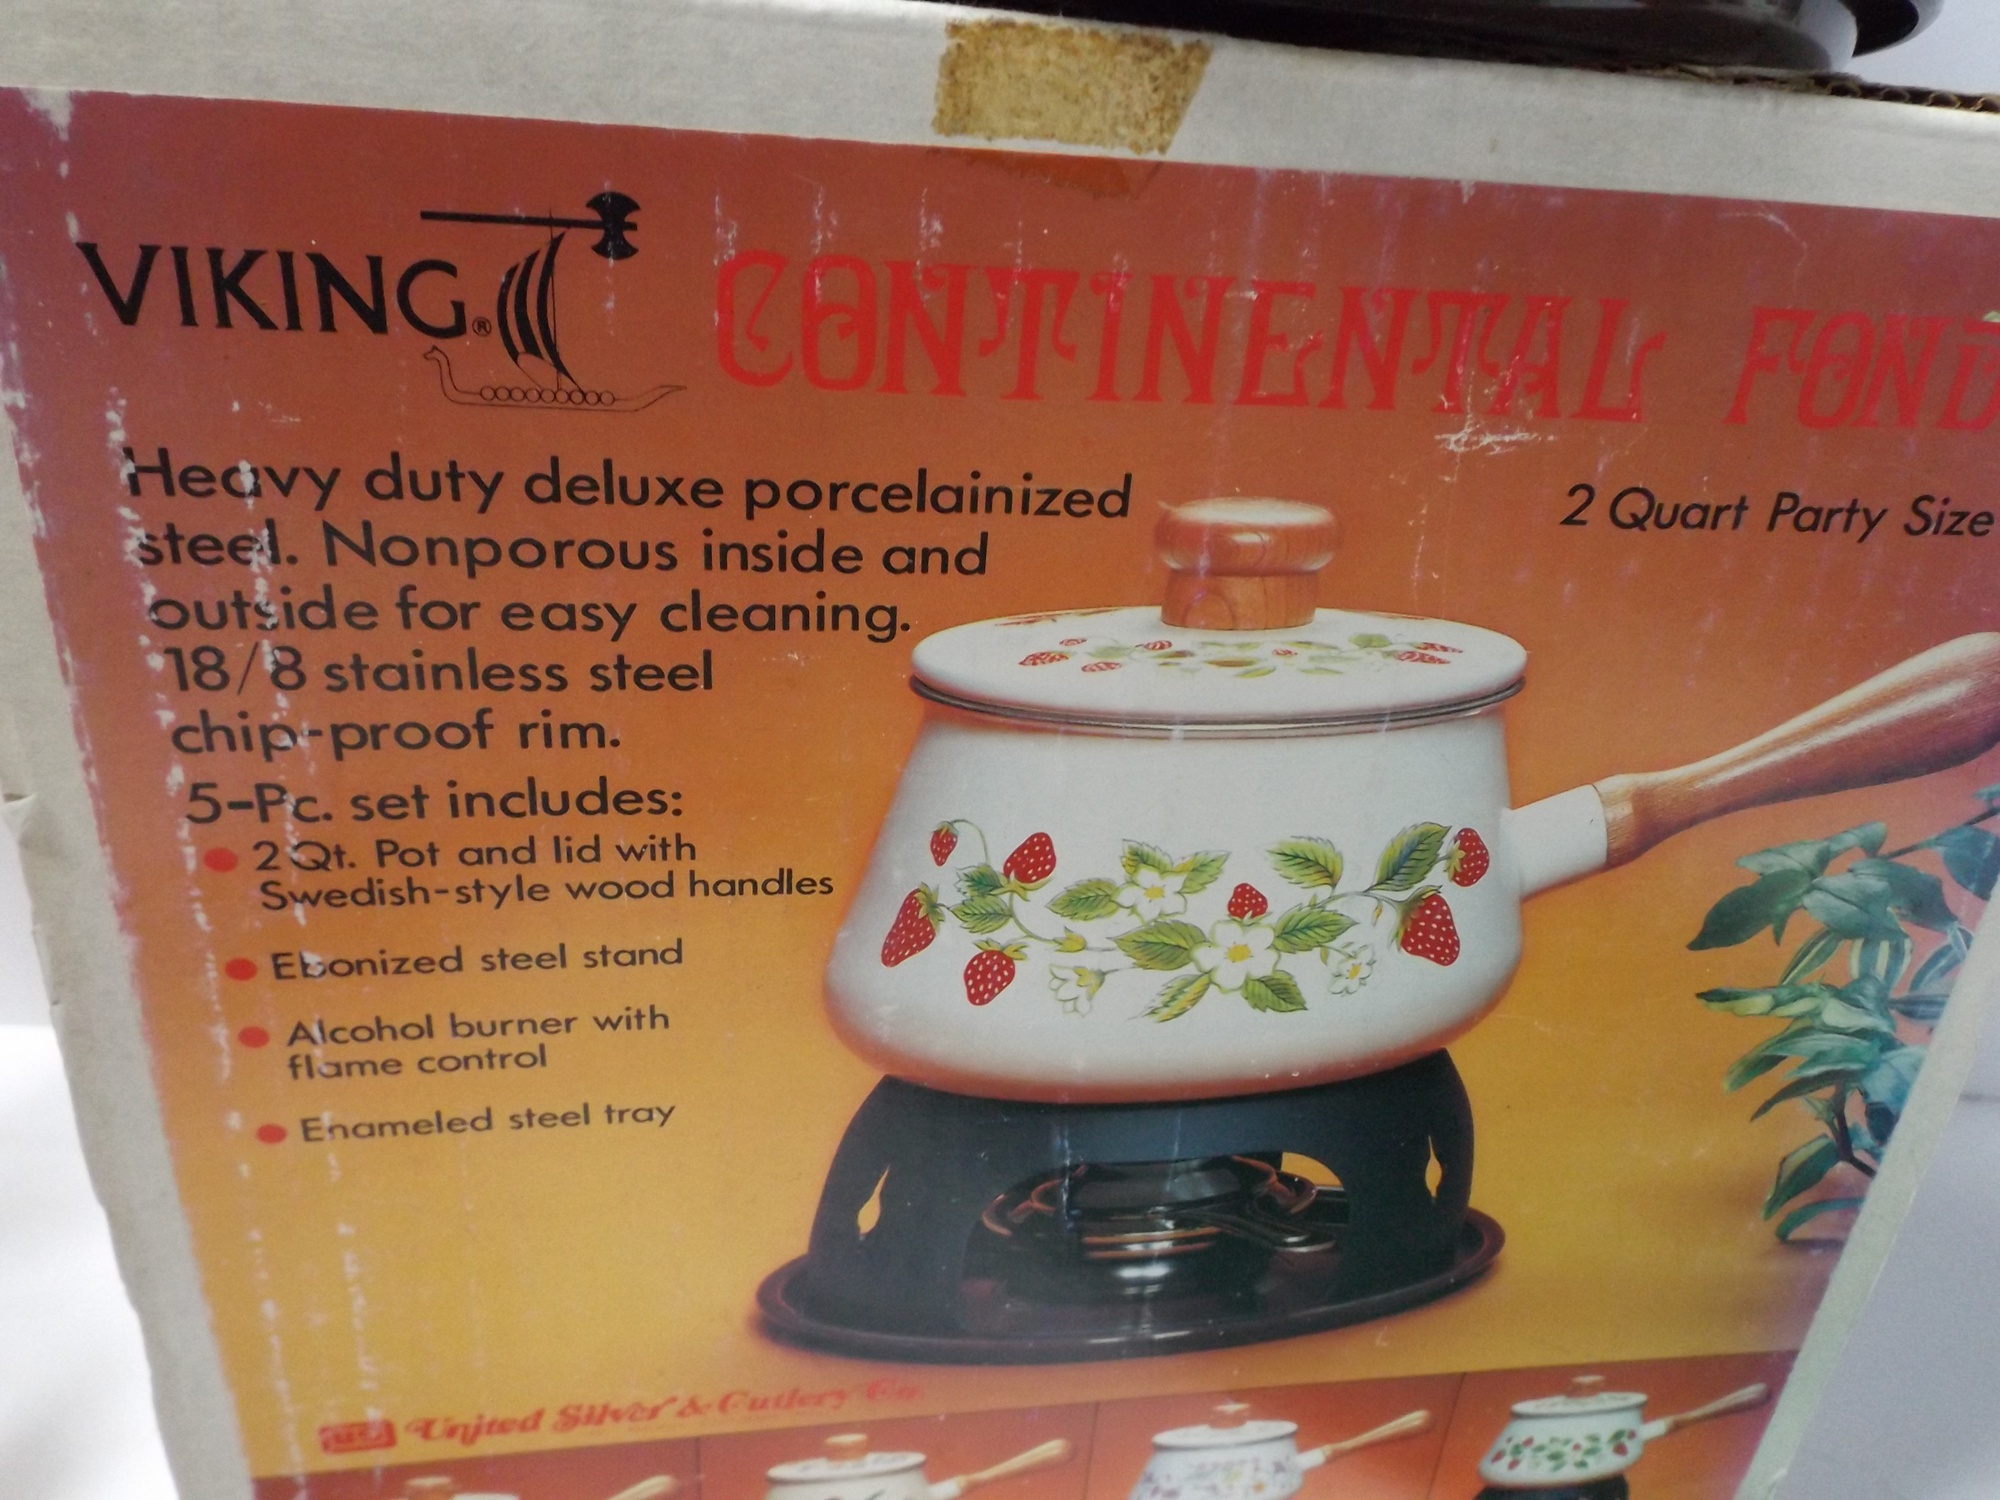 VIKING®
CONTINENTAL FOND
Heavy duty deluxe porcelainized
steel. Nonporous inside and
outside for easy cleaning.
18/8 stainless steel
chip-proof rim.
5-Pc. set includes:
• 2 Qt. Pot and lid with
Swedish-style wood handles
• Ebonized steel stand
• Alcohol burner with
flame control
• Enameled steel tray
2 Quart Party Size
United Silver & Cutlery Co.